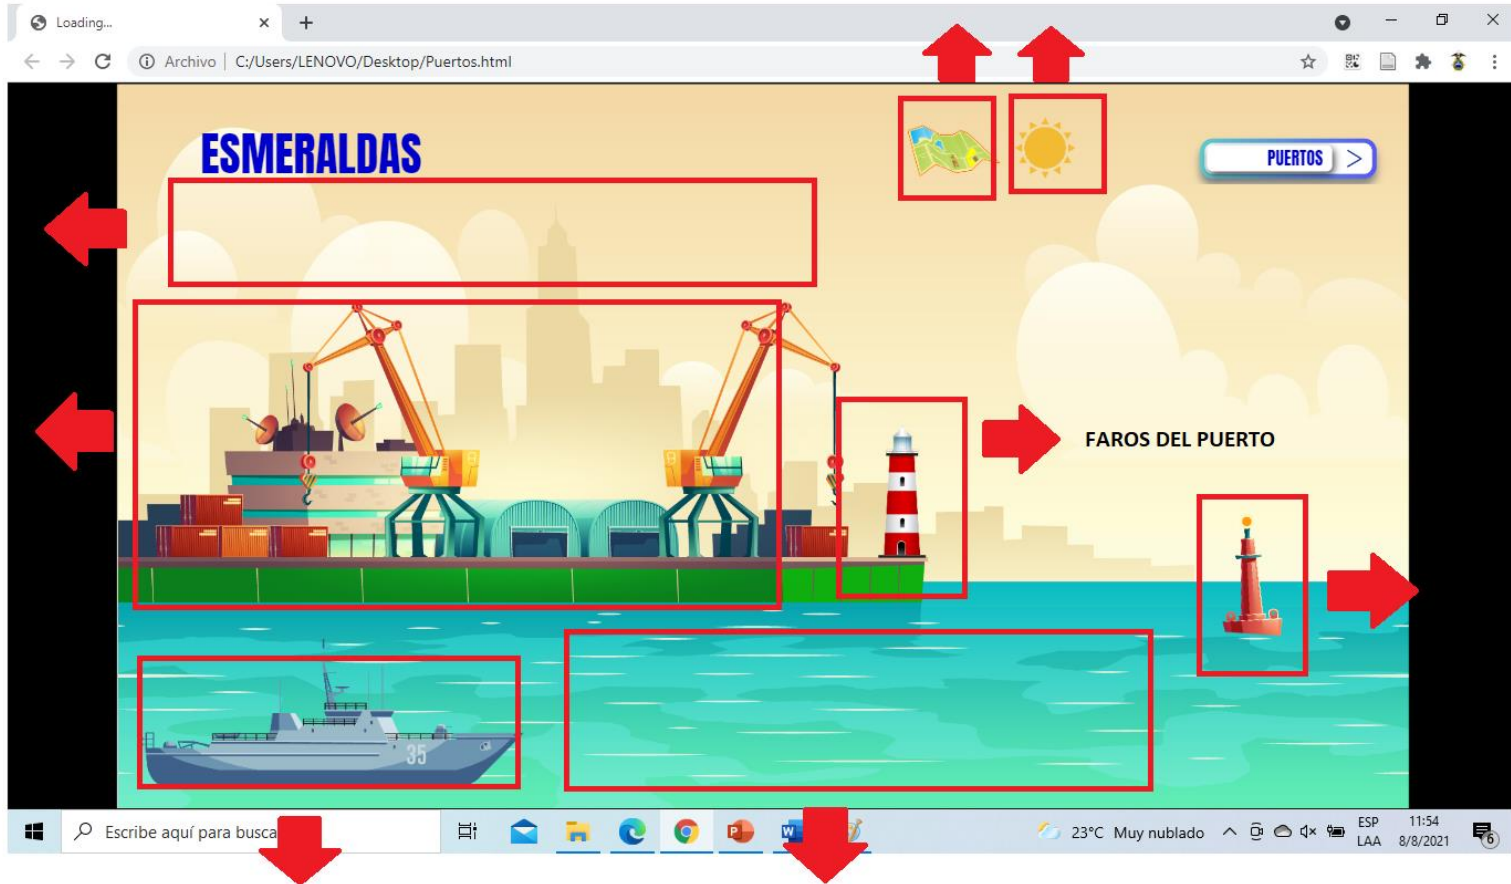 Loading...
Archivo | C:/Users/LENOVO/Desktop/Puertos.html
ESMERALDAS
PUERTOS >
FAROS DEL PUERTO
35
Escribe aquí para busca
23°C Muy nublado
ESP
LAA
11:54
8/8/2021
6